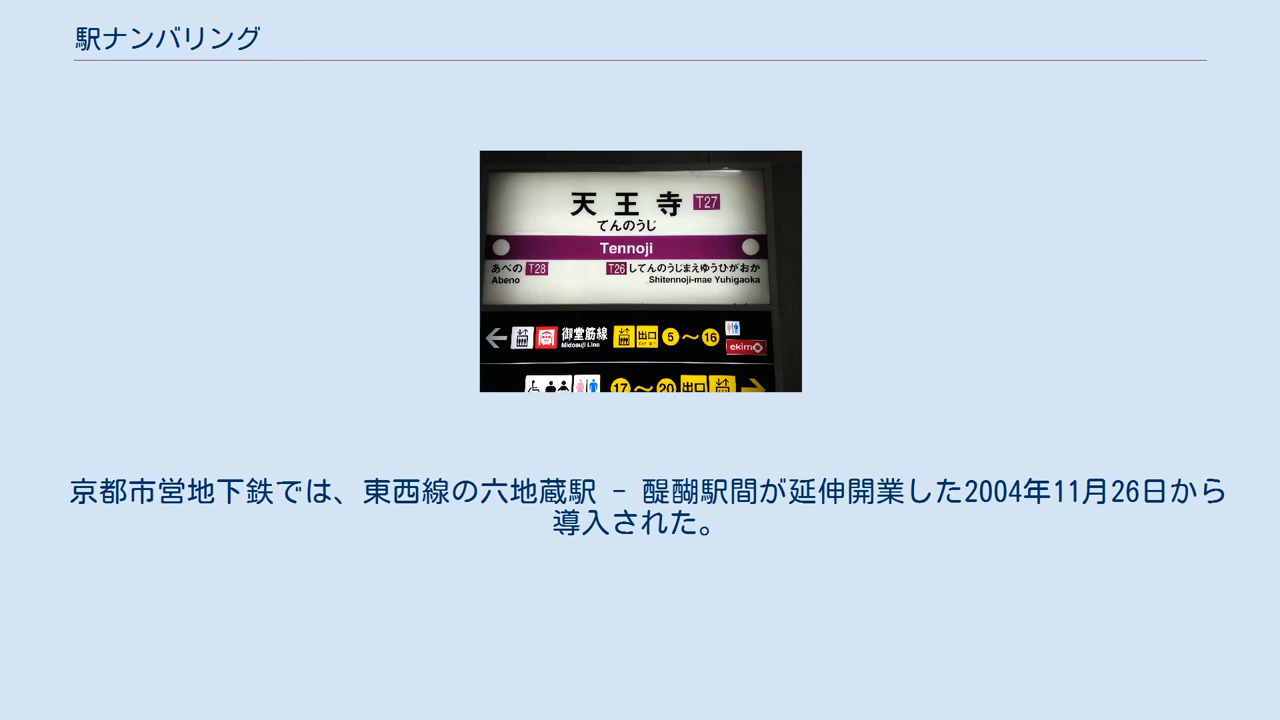 駅ナンバリング
天王寺 T27
てんのうじ
Tennoji
あべの T28 T26 してんのうじまえゆうひがおか
Abeno Shitennoji-mae Yuhigaoka
御堂筋線 出口 5 〜 16
Midosuji Line
ekimo
17 〜 20 出口
京都市営地下鉄では、東西線の六地蔵駅 - 醍醐駅間が延伸開業した2004年11月26日から
導入された。